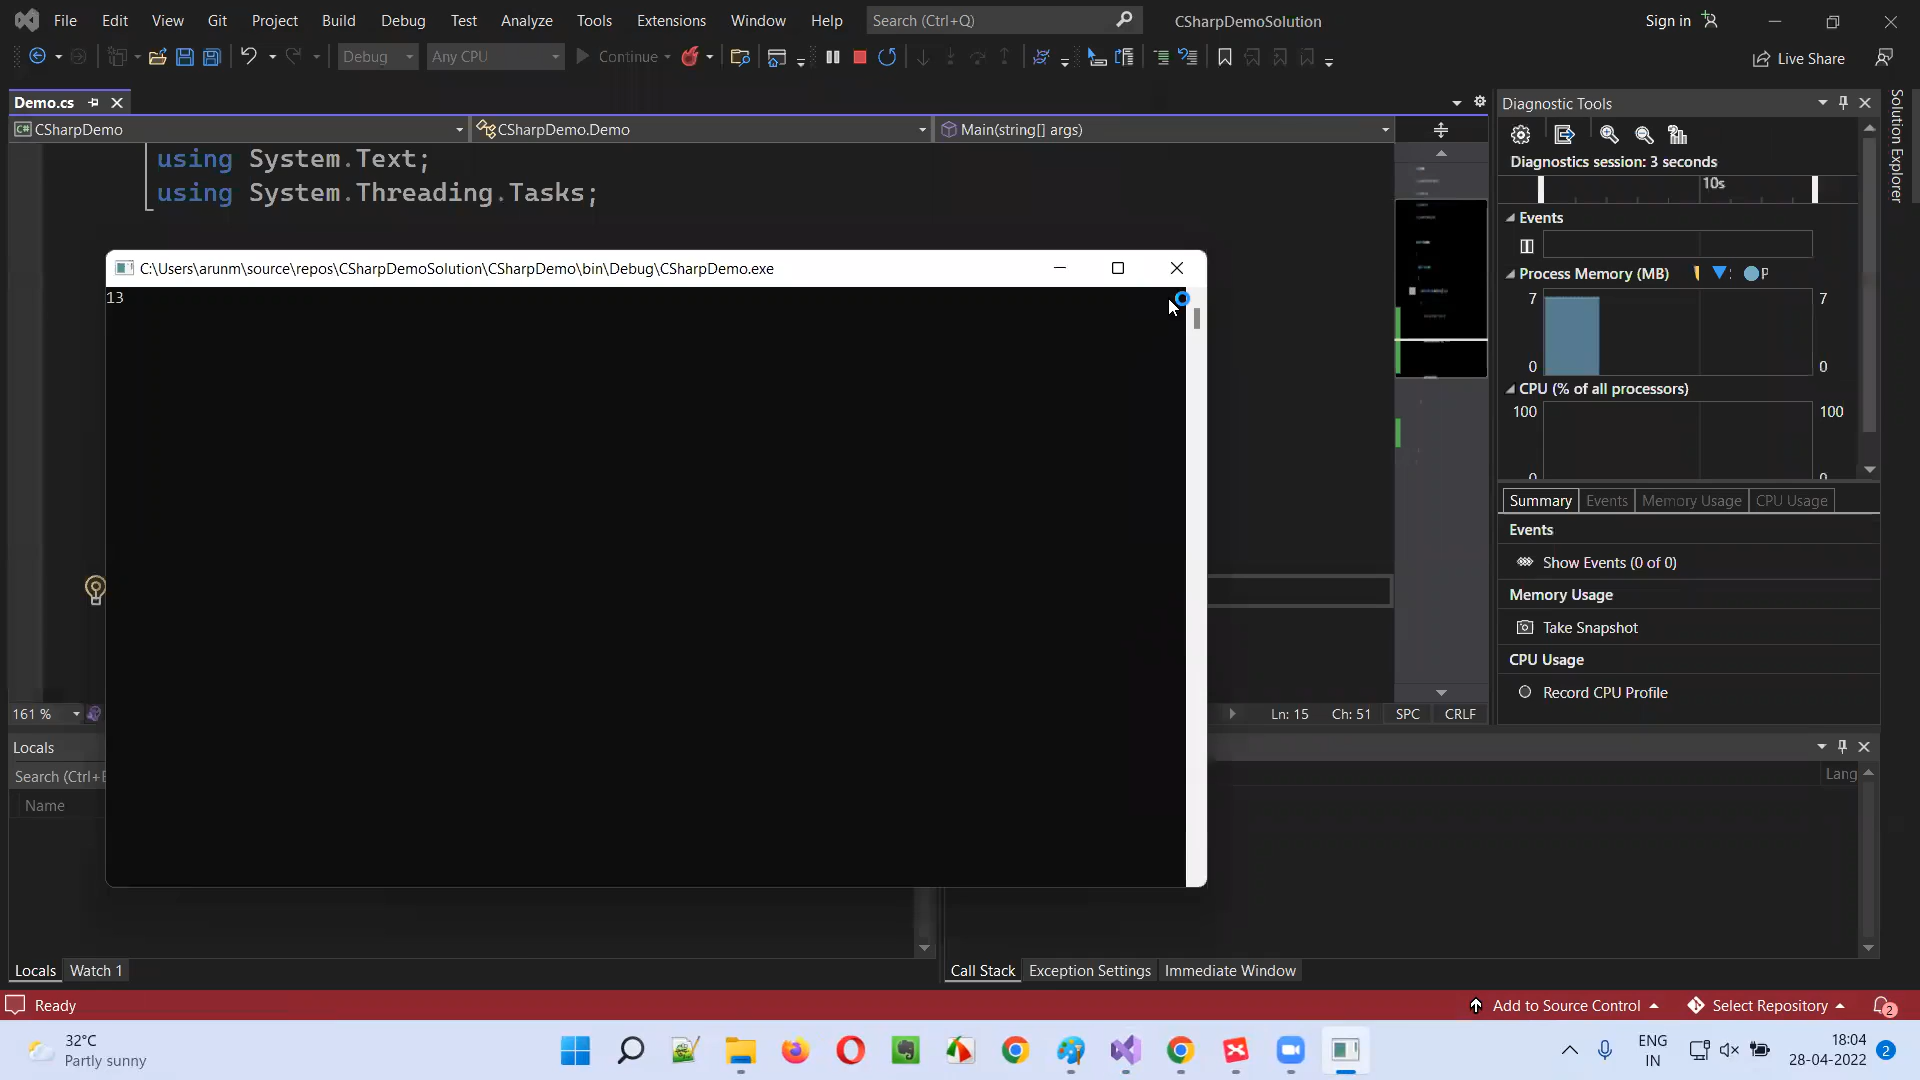 File Edit View Git Project Build Debug Test Analyze Tools Extensions Window Help Search (Ctrl+Q) CSharpDemoSolution Sign in
Debug Any CPU Continue Live Share
Demo.cs
CSharpDemo CSharpDemo.Demo Main(string[] args)
using System.Text;
using System.Threading.Tasks;
C:\Users\arunm\source\repos\CSharpDemoSolution\CSharpDemo\bin\Debug\CSharpDemo.exe
13
161 % Ln: 15 Ch: 51 SPC CRLF
Diagnostic Tools
Diagnostics session: 3 seconds
10s
Events
Process Memory (MB) P
7 7
0 0
CPU (% of all processors)
100 100
0 0
Summary Events Memory Usage CPU Usage
Events
Show Events (0 of 0)
Memory Usage
Take Snapshot
CPU Usage
Record CPU Profile
Solution Explorer
Locals
Search (Ctrl+E
Name
Lang
Locals Watch 1
Call Stack Exception Settings Immediate Window
Ready Add to Source Control Select Repository 2
32°C
Partly sunny
ENG
IN
18:04
28-04-2022 2